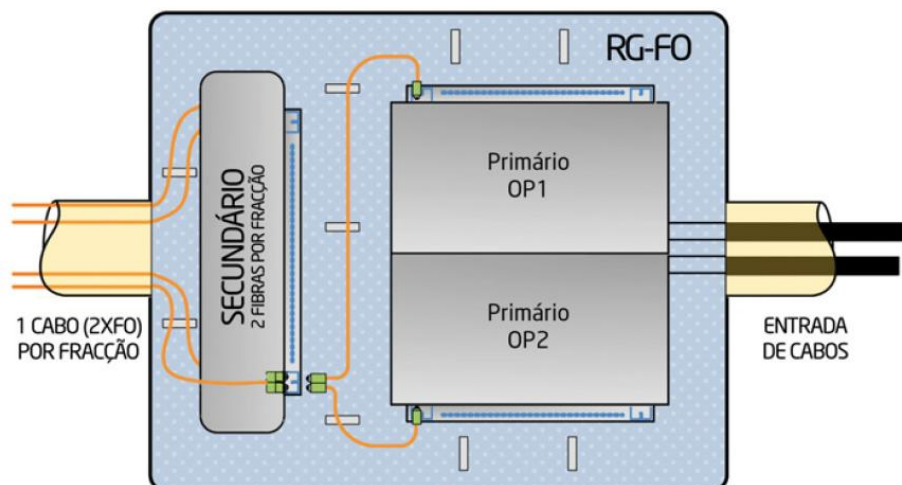 RG-FO
SECUNDÁRIO
2 FIBRAS POR FRACÇÃO
Primário
OP1
Primário
OP2
1 CABO (2XFO)
POR FRACÇÃO
ENTRADA
DE CABOS